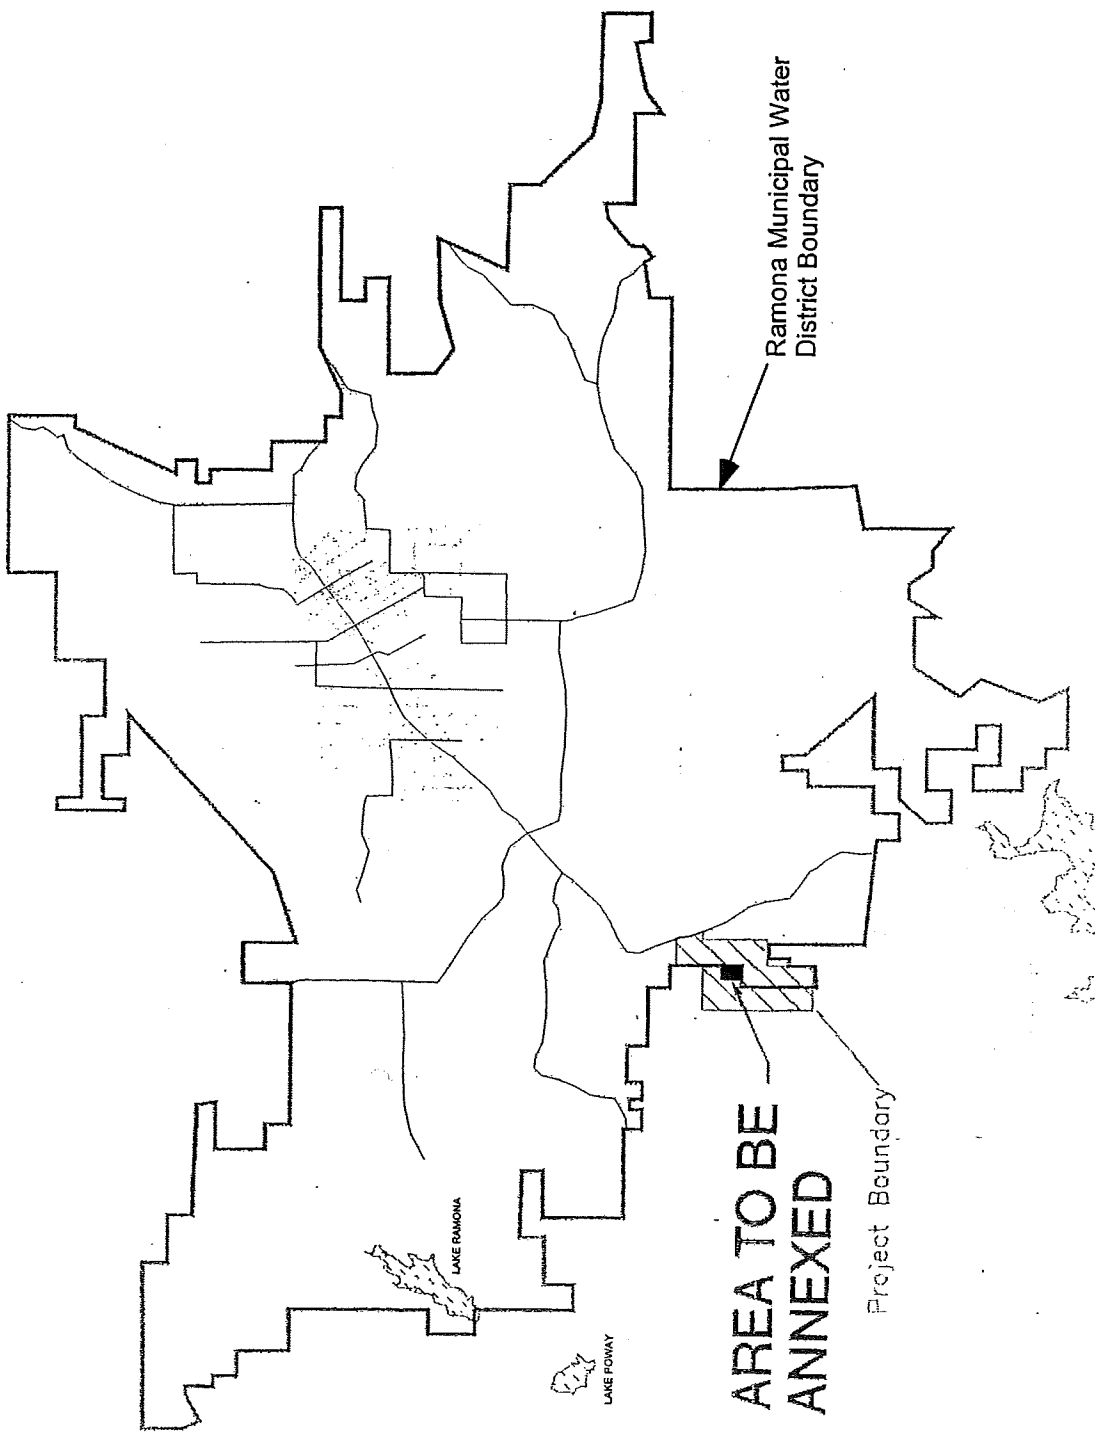 Ramona Municipal Water
District Boundary
LAKE RAMONA
LAKE POWAY
AREA TO BE
ANNEXED
Project Boundary